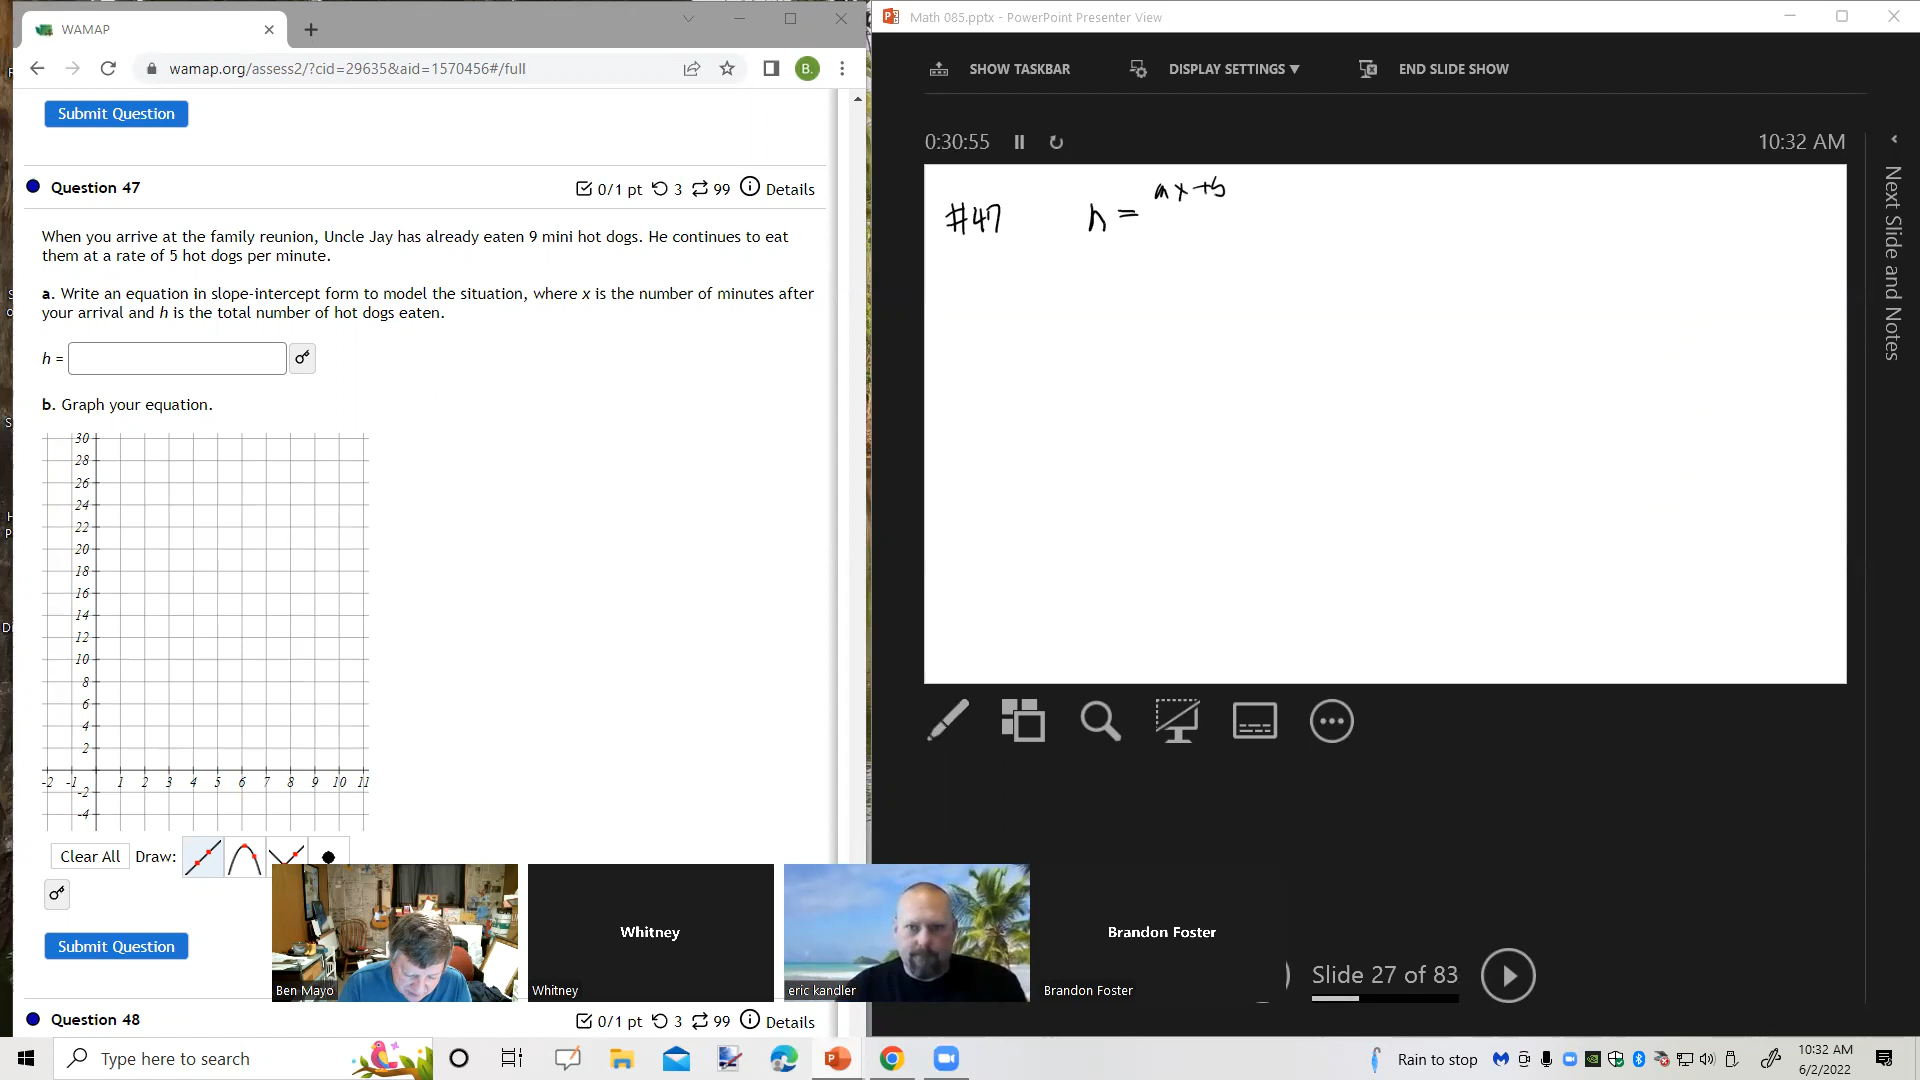 WAMAP
wamap.org/assess2/?cid=29635&aid=1570456#/full
B.
Submit Question
Question 47
0/1 pt 3 99 Details
When you arrive at the family reunion, Uncle Jay has already eaten 9 mini hot dogs. He continues to eat
them at a rate of 5 hot dogs per minute.
a. Write an equation in slope-intercept form to model the situation, where x is the number of minutes after
your arrival and h is the total number of hot dogs eaten.
h =
b. Graph your equation.
30
28
26
24
22
20
18
16
14
12
10
8
6
4
2
-2 -1 1 2 3 4 5 6 7 8 9 10 11
-2
-4
Clear All Draw:
Submit Question
Question 48
0/1 pt 3 99 Details
Math 085.pptx - PowerPoint Presenter View
SHOW TASKBAR DISPLAY SETTINGS END SLIDE SHOW
0:30:55 10:32 AM
#47 h = mx+b
Next Slide and Notes
Slide 27 of 83
Ben Mayo
Whitney
Whitney
eric kandler
Brandon Foster
Brandon Foster
Type here to search
Rain to stop
10:32 AM
6/2/2022